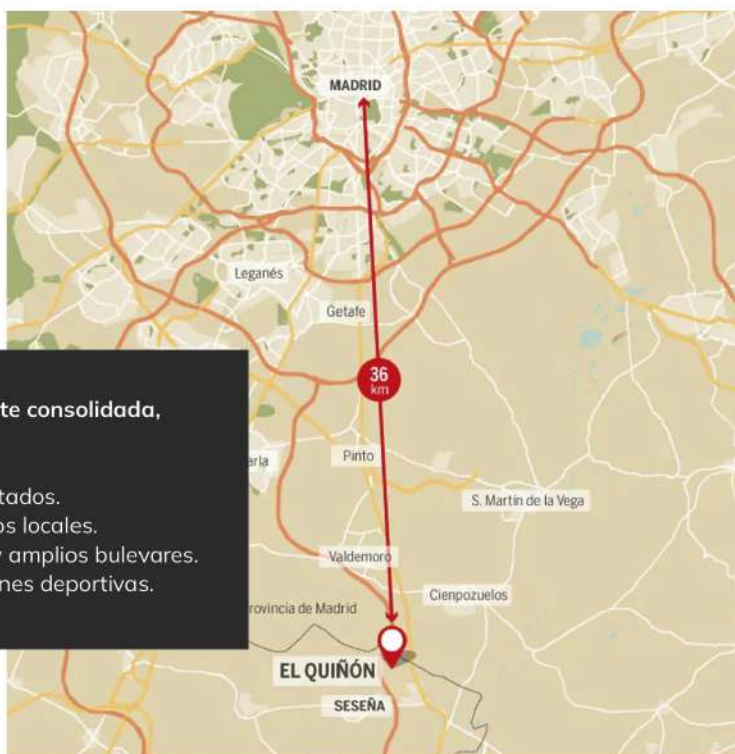 MADRID
Leganés
Getafe
36
km
te consolidada,
arla
Pinto
tados.
S. Martín de la Vega
os locales.
y amplios bulevares.
Valdemoro
nes deportivas.
Cienpozuelos
rovincia de Madrid
EL QUIÑÓN
SESEÑA